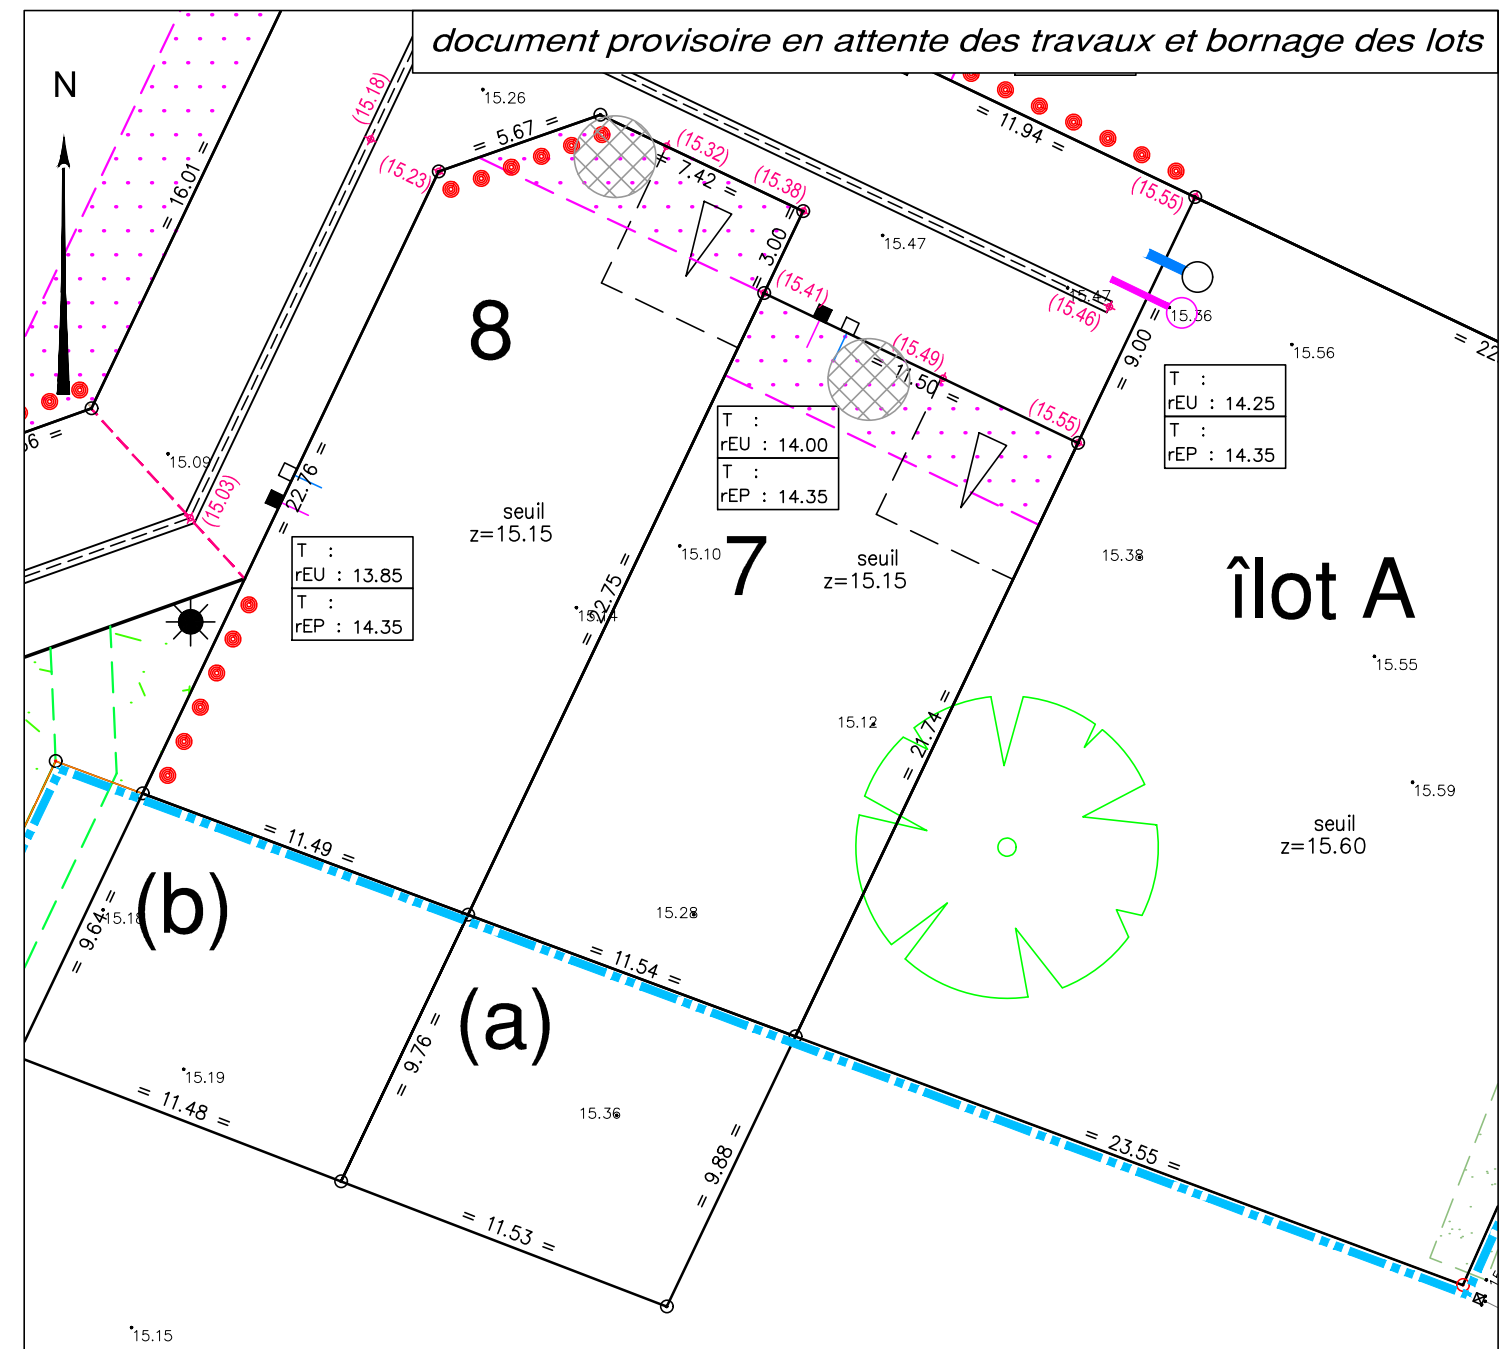 document provisoire en attente des travaux et bornage des lots
N
15.26
(15.18)
= 5.67 =
(15.32)
= 7.42 =
(15.23)
(15.38)
= 11.94 =
(15.55)
= 16.01 =
= 3.00 =
15.47
(15.41)
15.47
(15.46)
15.36
= 9.00 =
15.56
= 22
8
(15.49)
= 11.50 =
(15.55)
T :
rEU : 14.25
T :
rEP : 14.35
T :
rEU : 14.00
T :
rEP : 14.35
56 =
15.09
(15.03)
= 22.76 =
seuil
z=15.15
T :
rEU : 13.85
T :
rEP : 14.35
15.10
7
seuil
z=15.15
15.38
îlot A
15.14
= 22.75 =
15.55
15.12
= 21.74 =
15.59
seuil
z=15.60
= 11.49 =
(b)
15.18
= 9.64 =
15.28
= 11.54 =
(a)
= 9.76 =
15.19
= 11.48 =
15.36
= 9.88 =
= 23.55 =
= 11.53 =
15.15